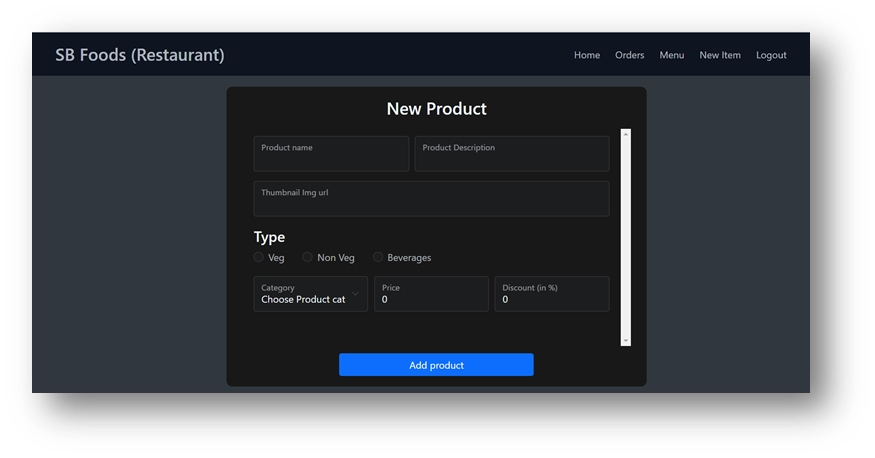 SB Foods (Restaurant) Home Orders Menu New Item Logout
New Product
Product name Product Description
Thumbnail Img url
Type
Veg Non Veg Beverages
Category Price Discount (in %)
Choose Product cat 0 0
Add product